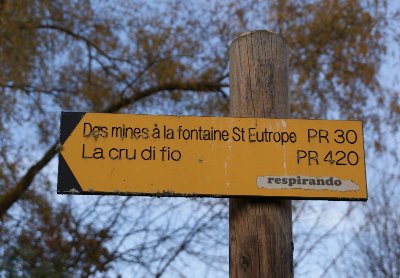 Des mines à la fontaine St Eutrope PR 30
La cru di fio PR 420
respirando